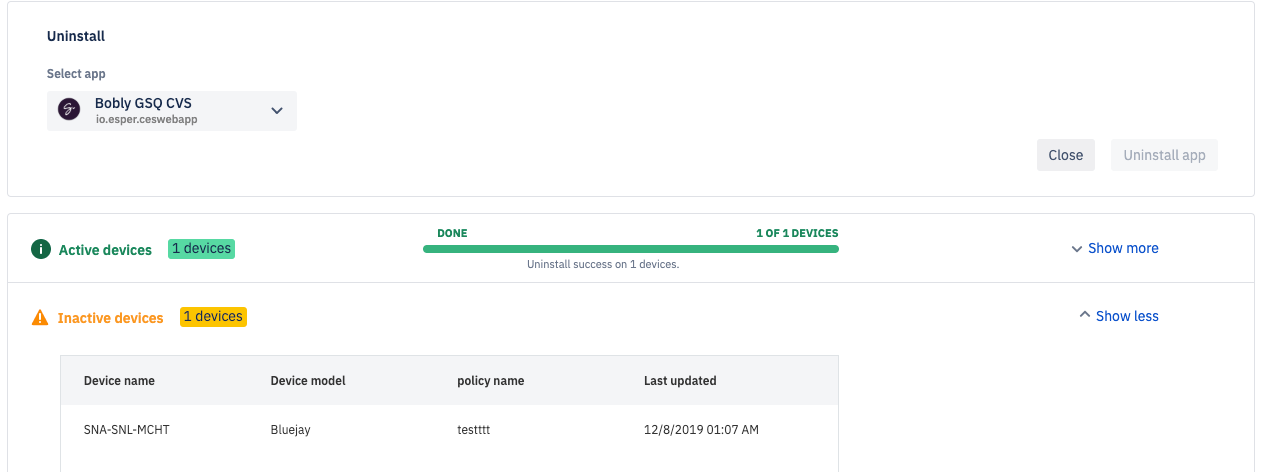 Uninstall
Select app
Bobly GSQ CVS
io.esper.ceswebapp
Close Uninstall app
DONE 1 OF 1 DEVICES
Active devices 1 devices Show more
Uninstall success on 1 devices.
Inactive devices 1 devices Show less
Device name Device model policy name Last updated
SNA-SNL-MCHT Bluejay testttt 12/8/2019 01:07 AM